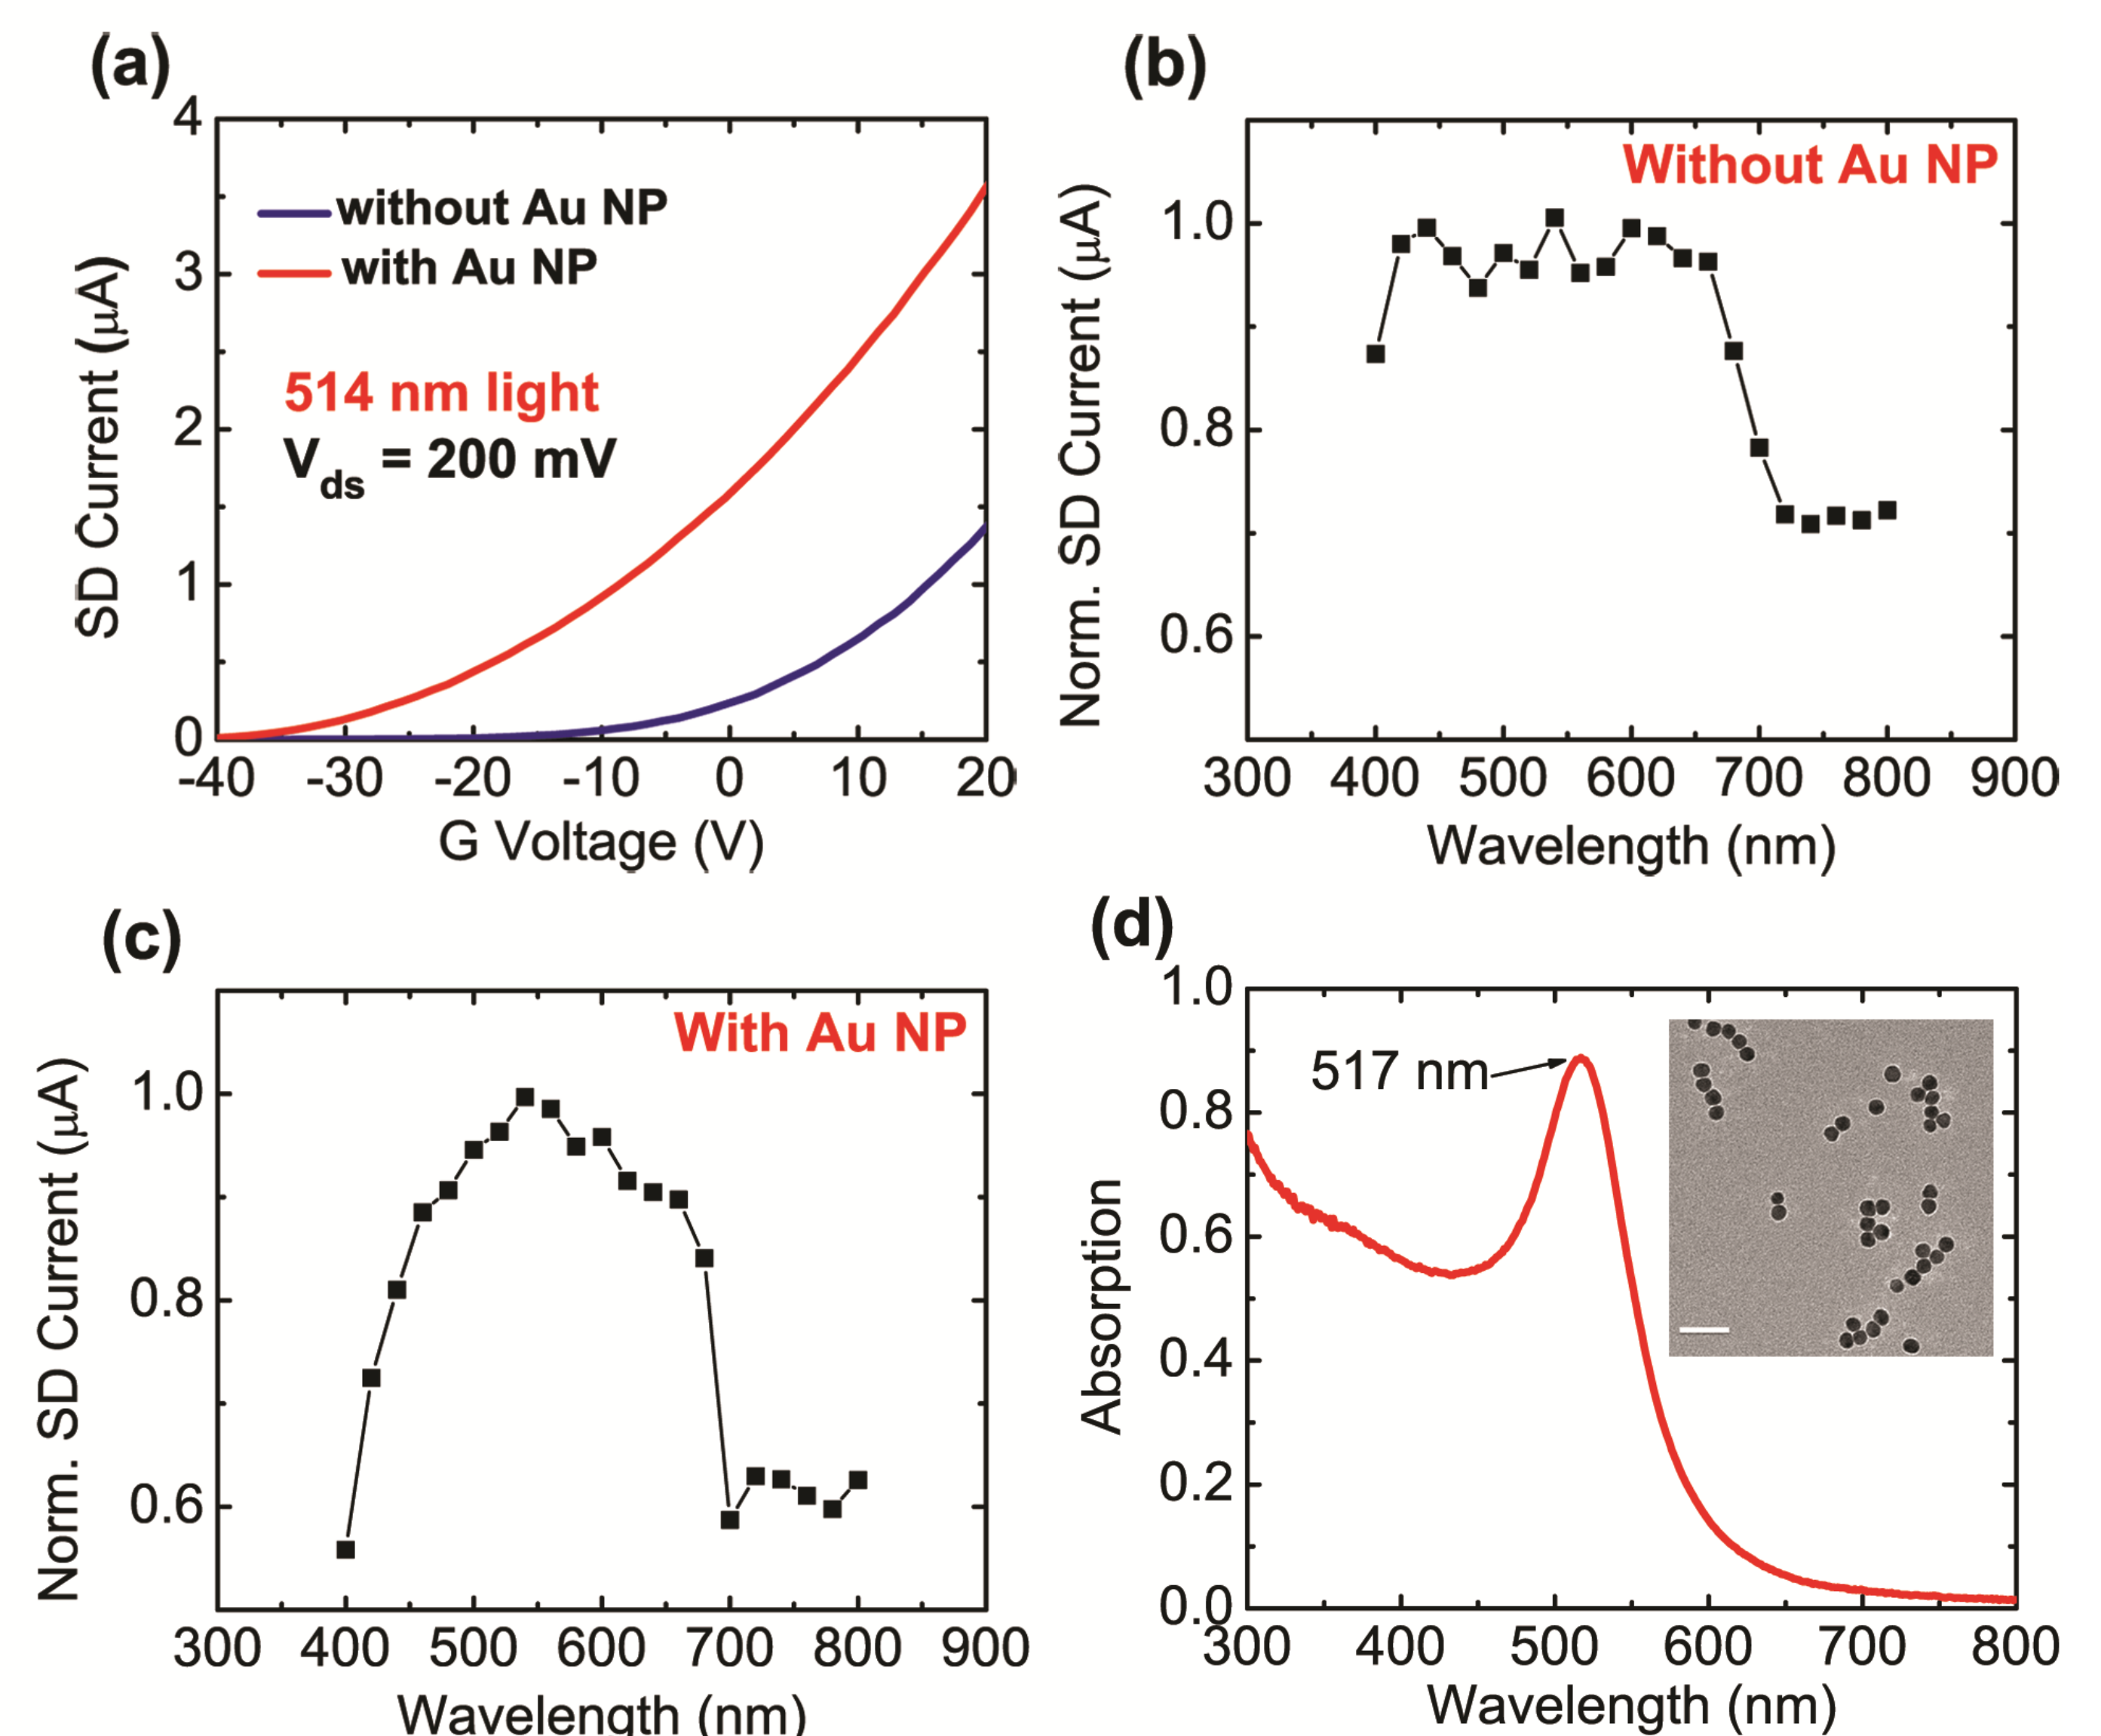 (a)
4
3
2
1
0
-40 -30 -20 -10 0 10 20
G Voltage (V)
SD Current (µA)
without Au NP
with Au NP
514 nm light
Vds = 200 mV
(b)
Without Au NP
1.0
0.8
0.6
300 400 500 600 700 800 900
Wavelength (nm)
Norm. SD Current (µA)
(c)
With Au NP
1.0
0.8
0.6
300 400 500 600 700 800 900
Wavelength (nm)
Norm. SD Current (µA)
(d)
1.0
0.8
0.6
0.4
0.2
0.0
517 nm
300 400 500 600 700 800
Wavelength (nm)
Absorption